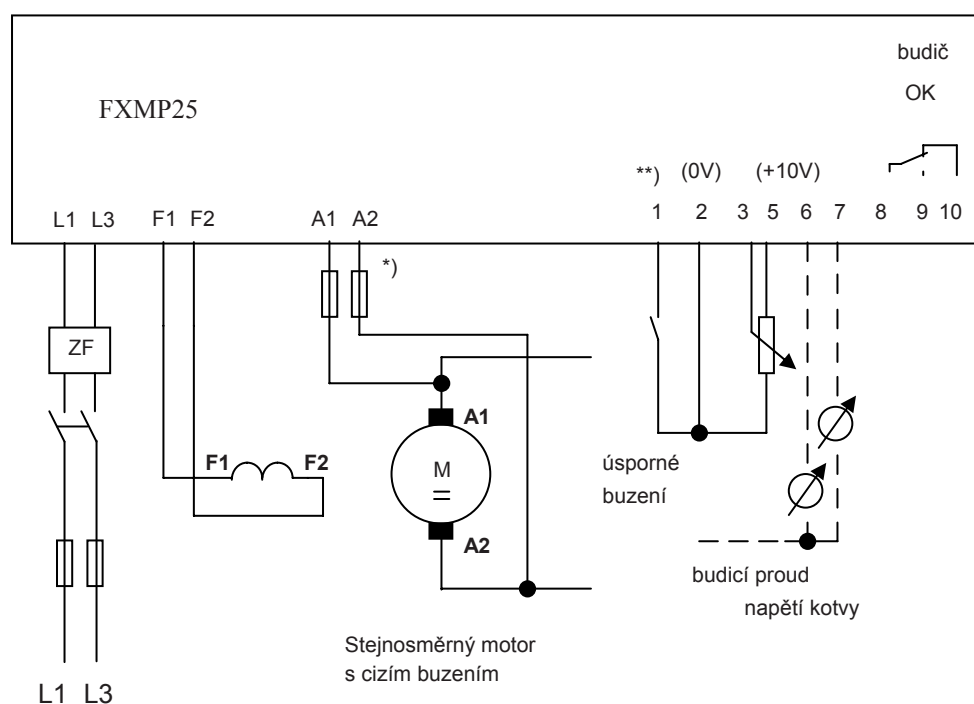 budič
OK
FXMP25
**) (0V) (+10V)
L1 L3 F1 F2 A1 A2 1 2 3 5 6 7 8 9 10
*)
ZF
A1
F1 F2
M
A2
úsporné
buzení
budicí proud
napětí kotvy
Stejnosměrný motor
s cizím buzením
L1 L3